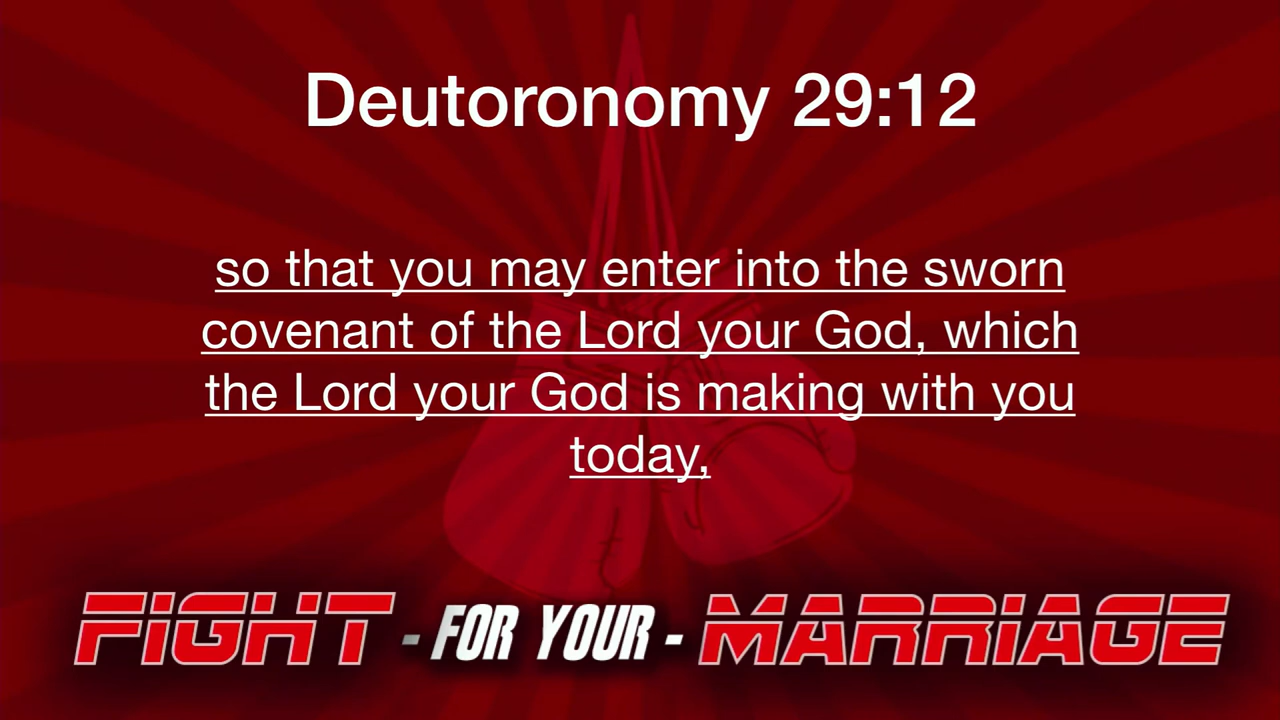 Deutoronomy 29:12
so that you may enter into the sworn
covenant of the Lord your God, which
the Lord your God is making with you
today,
FIGHT - FOR YOUR - MARRIAGE